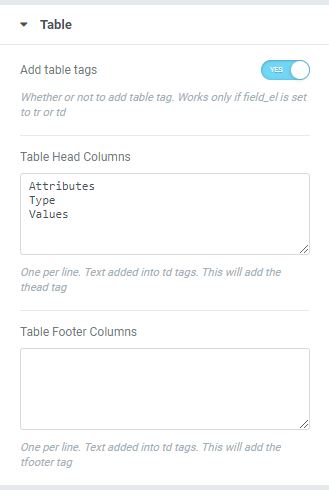 Table
Add table tags
YES
Whether or not to add table tag. Works only if field_el is set
to tr or td
Table Head Columns
Attributes
Type
Values
One per line. Text added into td tags. This will add the
thead tag
Table Footer Columns
One per line. Text added into td tags. This will add the
tfooter tag